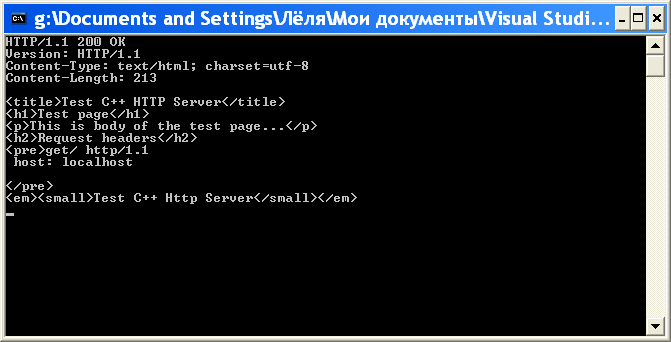 g:\Documents and Settings\Лёля\Мои документы\Visual Studi...
HTTP/1.1 200 OK
Version: HTTP/1.1
Content-Type: text/html; charset=utf-8
Content-Length: 213
<title>Test C++ HTTP Server</title>
<h1>Test page</h1>
<p>This is body of the test page...</p>
<h2>Request headers</h2>
<pre>get/ http/1.1
host: localhost
</pre>
<em><small>Test C++ Http Server</small></em>